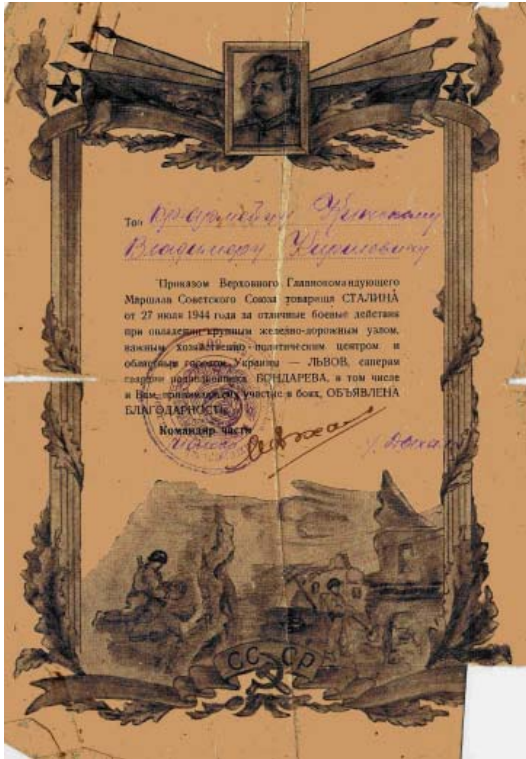 Тов
Владимиру Кириловичу
Приказом Верховного Главнокомандующего
Маршала Советского Союза товарища СТАЛИНА
от 27 июля 1944 года за отличные боевые действия
при овладении крупным железно-дорожным узлом,
важным хозяйственно-политическим центром и
областным городом Украины — ЛЬВОВ, саперам
гвардии подполковника БОНДАРЕВА, в том числе
и Вам, принимавшему участие в боях, ОБЪЯВЛЕНА
БЛАГОДАРНОСТЬ.
Командир части
СССР